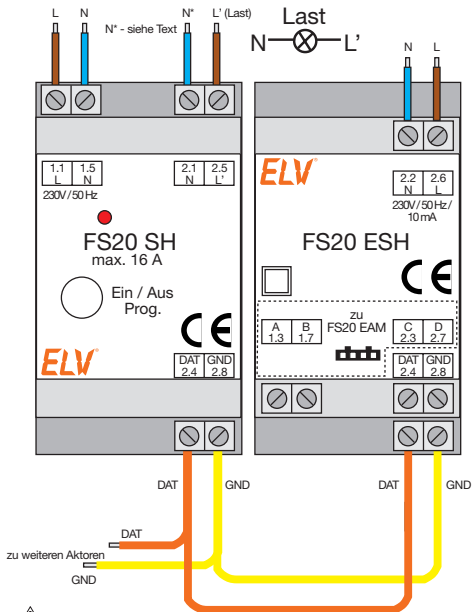 L N N* L' (Last)
N* - siehe Text
Last
N L'
N L
1.1 1.5 2.1 2.5
L N N L'
230V/50 Hz
FS20 SH
max. 16 A
Ein / Aus
Prog.
CE
ELV
DAT GND
2.4 2.8
ELV
2.2 2.6
N L
230V/50 Hz/
10 mA
FS20 ESH
CE
zu
FS20 EAM
A B C D
1.3 1.7 2.3 2.7
DAT GND
2.4 2.8
DAT GND DAT GND
DAT
zu weiteren Aktoren
GND